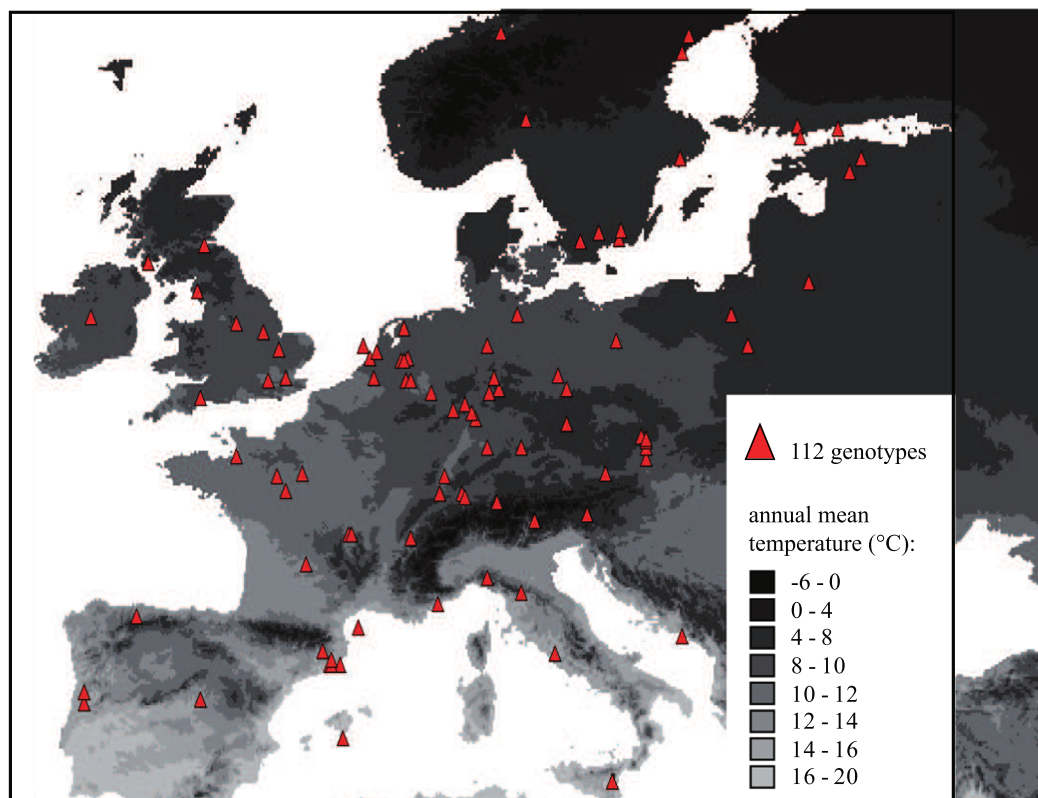 112 genotypes
annual mean
temperature (°C):
-6 - 0
0 - 4
4 - 8
8 - 10
10 - 12
12 - 14
14 - 16
16 - 20